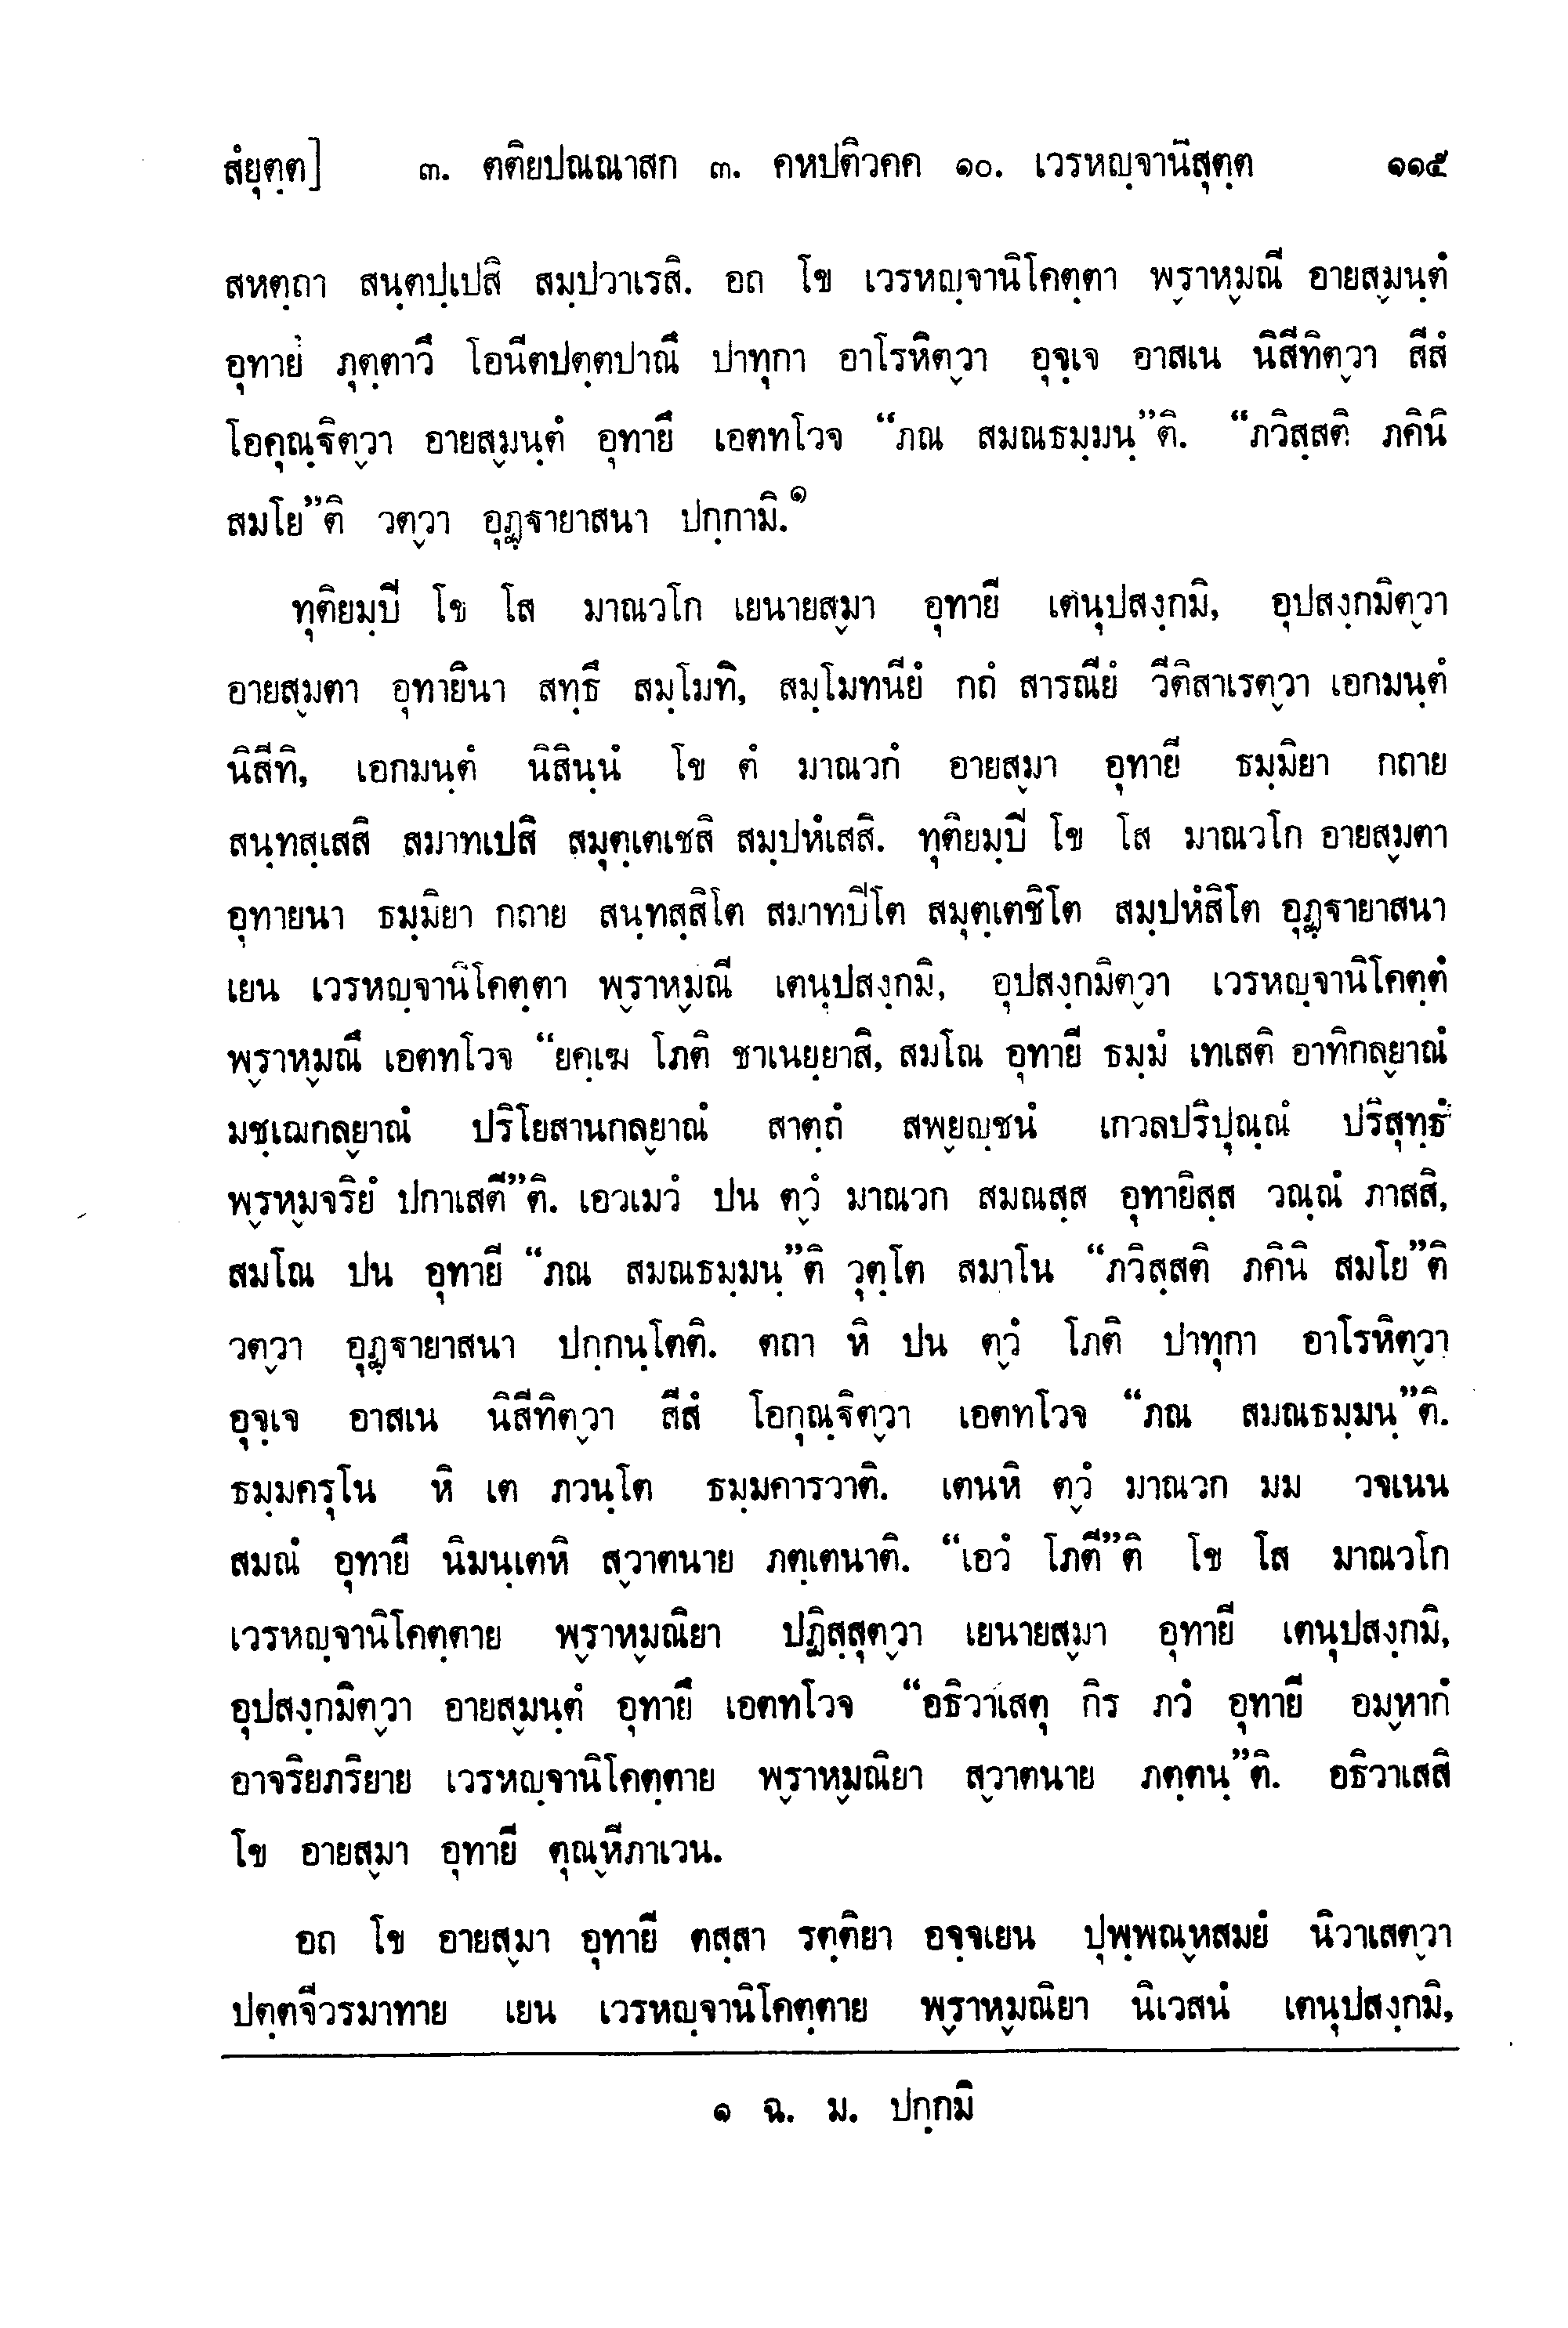 สํยุตฺต] ๓. ตติยปณณาสก ๓. คหปติวคค ๑๐. เวรหญฺจานิสุตฺต ๑๑๕
สหตฺถา สนฺตปฺเปสิ สมฺปวาเรสิ. อถ โข เวรหญฺจานิโคตฺตา พฺราหฺมณี อายสฺมนฺตํ
อุทายึ ภุตฺตาวึ โอนีตปตฺตปาณึ ปาทุกา อาโรหิตฺวา อุจฺเจ อาสเน นิสีทิตฺวา สีสํ
โอคุณฺฐิตฺวา อายสฺมนฺตํ อุทายึ เอตทโวจ “ภณ สมณธมฺมนฺ”ติ. “ภวิสฺสติ ภคินิ
สมโย”ติ วตฺวา อุฏฺฐายาสนา ปกฺกามิ.๑
ทุติยมฺปี โข โส มาณวโก เยนายสฺมา อุทายี เตนุปสงฺกมิ, อุปสงฺกมิตฺวา
อายสฺมตา อุทายินา สทฺธึ สมฺโมทิ, สมฺโมทนียํ กถํ สารณียํ วีติสาเรตฺวา เอกมนฺตํ
นิสีทิ, เอกมนฺตํ นิสินฺนํ โข ตํ มาณวกํ อายสฺมา อุทายี ธมฺมิยา กถาย
สนฺทสฺเสสิ สมาทเปสิ สมุตฺเตเชสิ สมฺปหํเสสิ. ทุติยมฺปี โข โส มาณวโก อายสฺมตา
อุทายนา ธมฺมิยา กถาย สนฺทสฺสิโต สมาทปิโต สมุตฺเตชิโต สมฺปหํสิโต อุฏฺฐายาสนา
เยน เวรหญฺจานิโคตฺตา พฺราหฺมณี เตนุปสงฺกมิ, อุปสงฺกมิตฺวา เวรหญฺจานิโคตฺตํ
พฺราหฺมณึ เอตทโวจ “ยคฺเฆ โภติ ชาเนยฺยาสิ, สมโณ อุทายี ธมฺมํ เทเสติ อาทิกลฺยาณํ
มชฺเฌกลฺยาณํ ปริโยสานกลฺยาณํ สาตฺถํ สพฺยญฺชนํ เกวลปริปุณฺณํ ปริสุทฺธํ
พฺรหฺมจริยํ ปกาเสตี”ติ. เอวเมวํ ปน ตฺวํ มาณวก สมณสฺส อุทายิสฺส วณฺณํ ภาสสิ,
สมโณ ปน อุทายี “ภณ สมณธมฺมนฺ”ติ วุตฺโต สมาโน “ภวิสฺสติ ภคินิ สมโย”ติ
วตฺวา อุฏฺฐายาสนา ปกฺกนฺโตติ. ตถา หิ ปน ตฺวํ โภติ ปาทุกา อาโรหิตฺวา
อุจฺเจ อาสเน นิสีทิตฺวา สีสํ โอกุณฺฐิตฺวา เอตทโวจ “ภณ สมณธมฺมนฺ”ติ.
ธมฺมครุโน หิ เต ภวนฺโต ธมฺมคารวาติ. เตนหิ ตฺวํ มาณวก มม วจเนน
สมณํ อุทายึ นิมนฺเตหิ สฺวาตนาย ภตฺเตนาติ. “เอวํ โภตี”ติ โข โส มาณวโก
เวรหญฺจานิโคตฺตาย พฺราหฺมณิยา ปฏิสฺสุตฺวา เยนายสฺมา อุทายี เตนุปสงฺกมิ,
อุปสงฺกมิตฺวา อายสฺมนฺตํ อุทายึ เอตทโวจ “อธิวาเสตุ กิร ภวํ อุทายี อมฺหากํ
อาจริยภริยาย เวรหญฺจานิโคตฺตาย พฺราหฺมณิยา สฺวาตนาย ภตฺตนฺ”ติ. อธิวาเสสิ
โข อายสฺมา อุทายี ตุณฺหีภาเวน.
อถ โข อายสฺมา อุทายี ตสฺสา รตฺติยา อจฺจเยน ปุพฺพณฺหสมยํ นิวาเสตฺวา
ปตฺตจีวรมาทาย เยน เวรหญฺจานิโคตฺตาย พฺราหฺมณิยา นิเวสนํ เตนุปสงฺกมิ,
๑ ฉ. ม. ปกฺกมิ